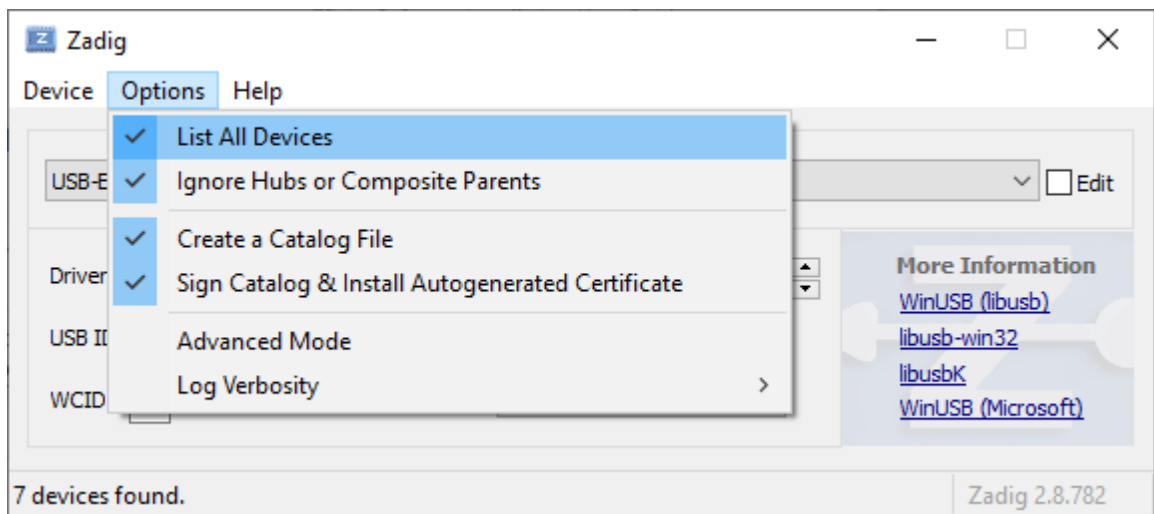 Zadig
Device Options Help
List All Devices
USB-E Ignore Hubs or Composite Parents Edit
Create a Catalog File
Driver Sign Catalog & Install Autogenerated Certificate
More Information
WinUSB (libusb)
USB ID Advanced Mode
libusb-win32
Log Verbosity
libusbK
WCID
WinUSB (Microsoft)
7 devices found. Zadig 2.8.782